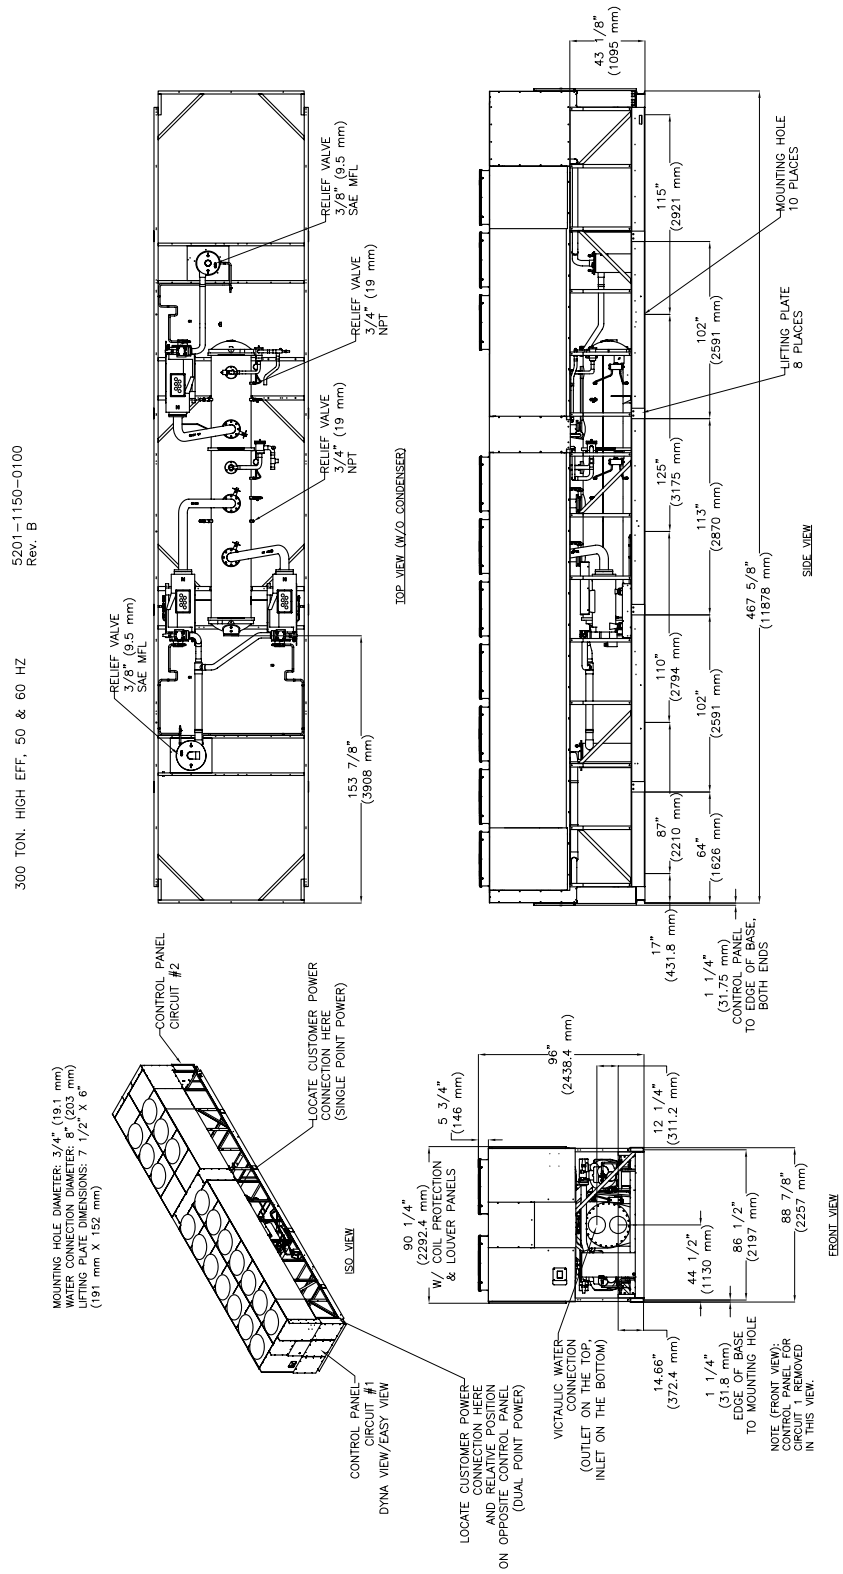 300 TON. HIGH EFF, 50 & 60 HZ
5201-1150-0100
Rev. B
MOUNTING HOLE DIAMETER: 3/4" (19.1 mm)
WATER CONNECTION DIAMETER: 8" (203 mm)
LIFTING PLATE DIMENSIONS: 7 1/2" X 6"
(191 mm X 152 mm)
CONTROL PANEL
CIRCUIT #2
LOCATE CUSTOMER POWER
CONNECTION HERE
(SINGLE POINT POWER)
ISO VIEW
CONTROL PANEL
CIRCUIT #1
DYNA VIEW/EASY VIEW
LOCATE CUSTOMER POWER
CONNECTION HERE
AND RELATIVE POSITION
ON OPPOSITE CONTROL PANEL
(DUAL POINT POWER)
RELIEF VALVE
3/8" (9.5 mm)
SAE MFL
RELIEF VALVE
3/4" (19 mm)
NPT
RELIEF VALVE
3/4" (19 mm)
NPT
RELIEF VALVE
3/8" (9.5 mm)
SAE MFL
153 7/8"
(3908 mm)
TOP VIEW (W/O CONDENSER)
5 3/4"
(146 mm)
90 1/4"
(2292.4 mm)
W/ COIL PROTECTION
& LOUVER PANELS
96"
(2438.4 mm)
12 1/4"
(311.2 mm)
VICTAULIC WATER
CONNECTION
(OUTLET ON THE TOP,
INLET ON THE BOTTOM)
14.66"
(372.4 mm)
44 1/2"
(1130 mm)
1 1/4"
(31.8 mm)
EDGE OF BASE
TO MOUNTING HOLE
86 1/2"
(2197 mm)
88 7/8"
(2257 mm)
NOTE (FRONT VIEW):
CONTROL PANEL FOR
CIRCUIT 1 REMOVED
IN THIS VIEW.
FRONT VIEW
43 1/8"
(1095 mm)
17"
(431.8 mm)
87"
(2210 mm)
110"
(2794 mm)
125"
(3175 mm)
115"
(2921 mm)
64"
(1626 mm)
102"
(2591 mm)
113"
(2870 mm)
102"
(2591 mm)
1 1/4"
(31.75 mm)
CONTROL PANEL
TO EDGE OF BASE,
BOTH ENDS
467 5/8"
(11878 mm)
LIFTING PLATE
8 PLACES
MOUNTING HOLE
10 PLACES
SIDE VIEW